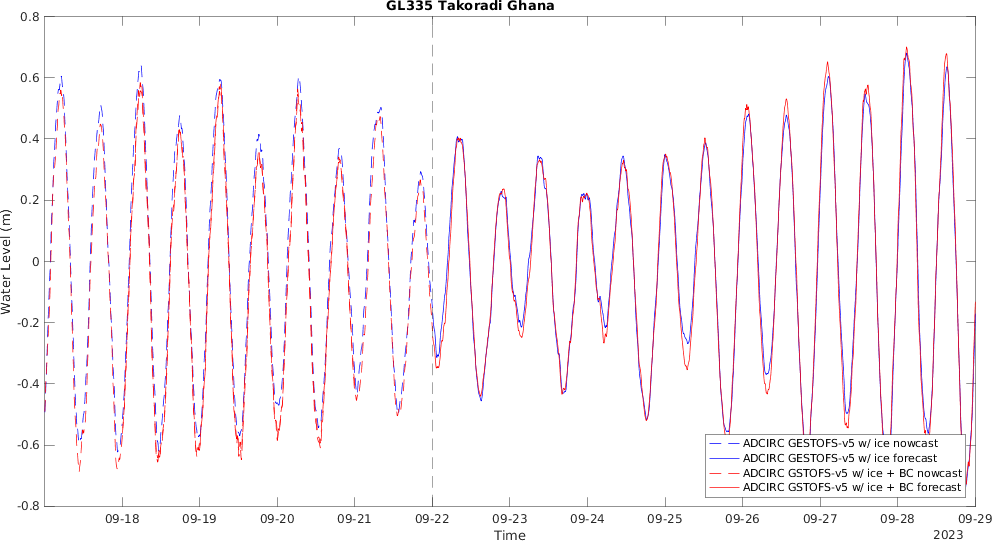 GL335 Takoradi Ghana
Water Level (m)
0.8
0.6
0.4
0.2
0
-0.2
-0.4
-0.6
-0.8
ADCIRC GESTOFS-v5 w/ ice nowcast
ADCIRC GESTOFS-v5 w/ ice forecast
ADCIRC GSTOFS-v5 w/ ice + BC nowcast
ADCIRC GSTOFS-v5 w/ ice + BC forecast
09-18 09-19 09-20 09-21 09-22 09-23 09-24 09-25 09-26 09-27 09-28 09-29
Time
2023